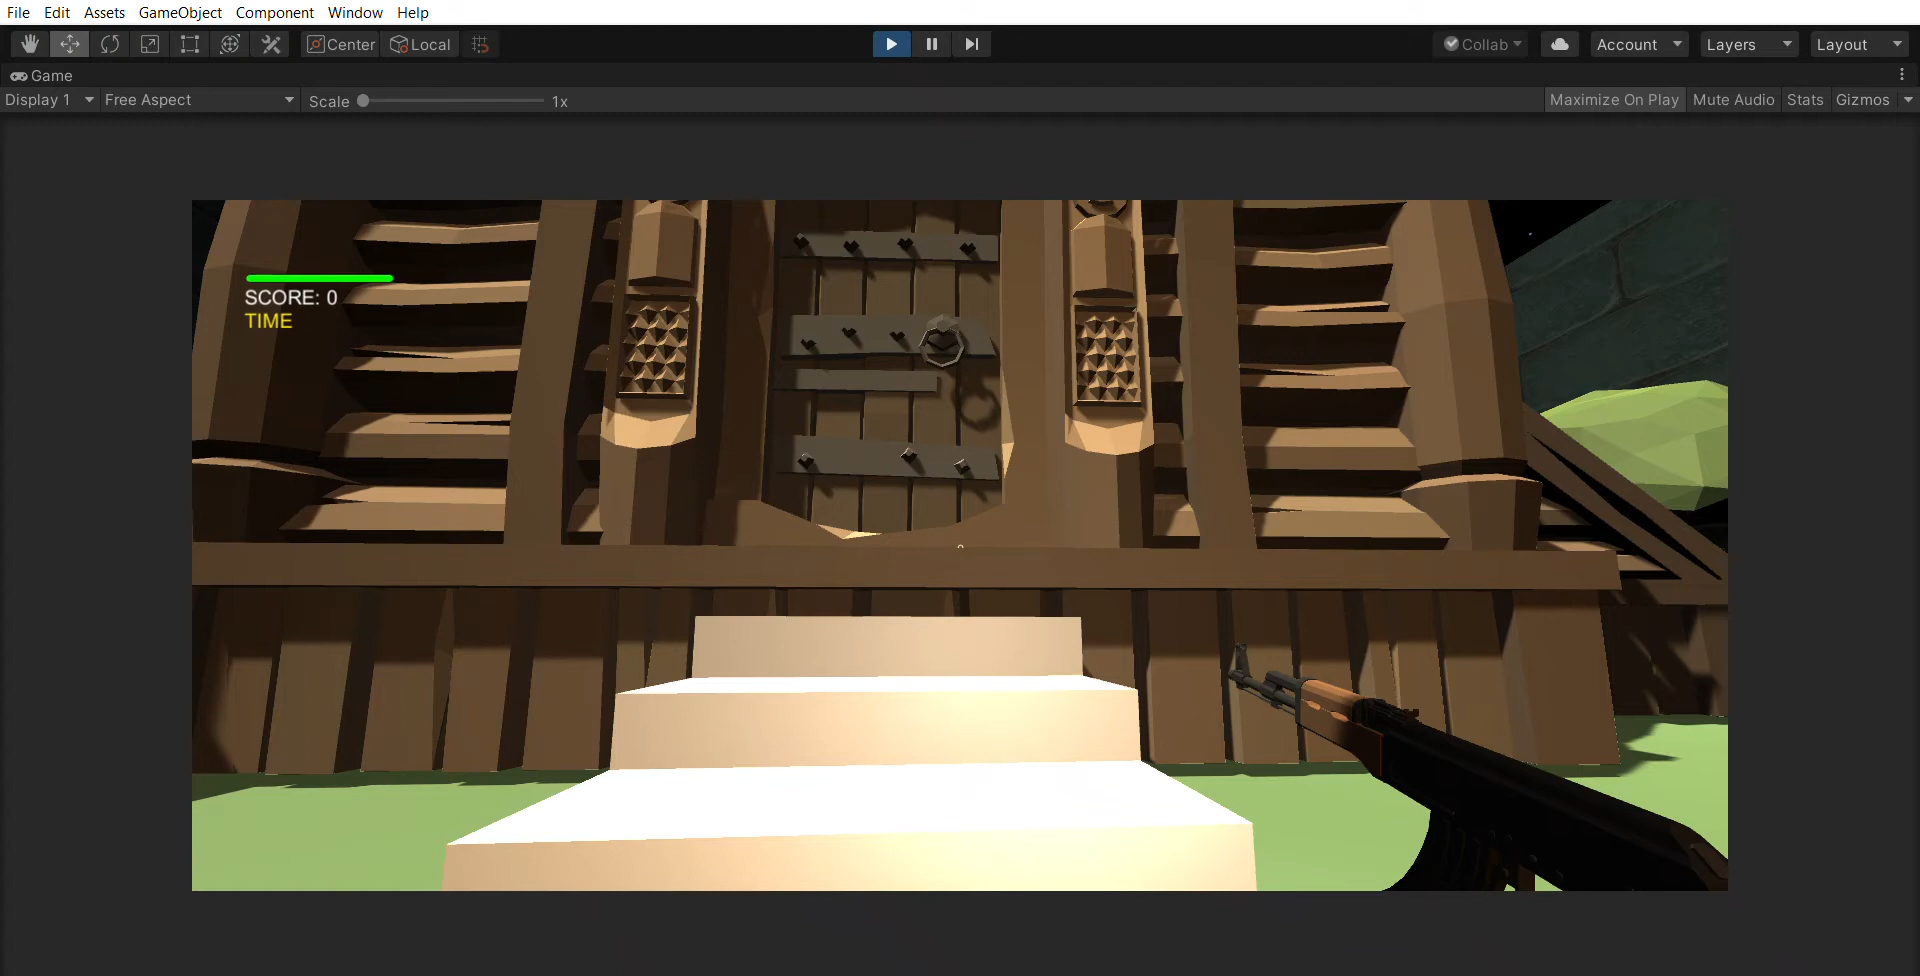 File Edit Assets GameObject Component Window Help
Center Local Collab Account Layers Layout
Game
Display 1 Free Aspect Scale 1x Maximize On Play Mute Audio Stats Gizmos
SCORE: 0
TIME